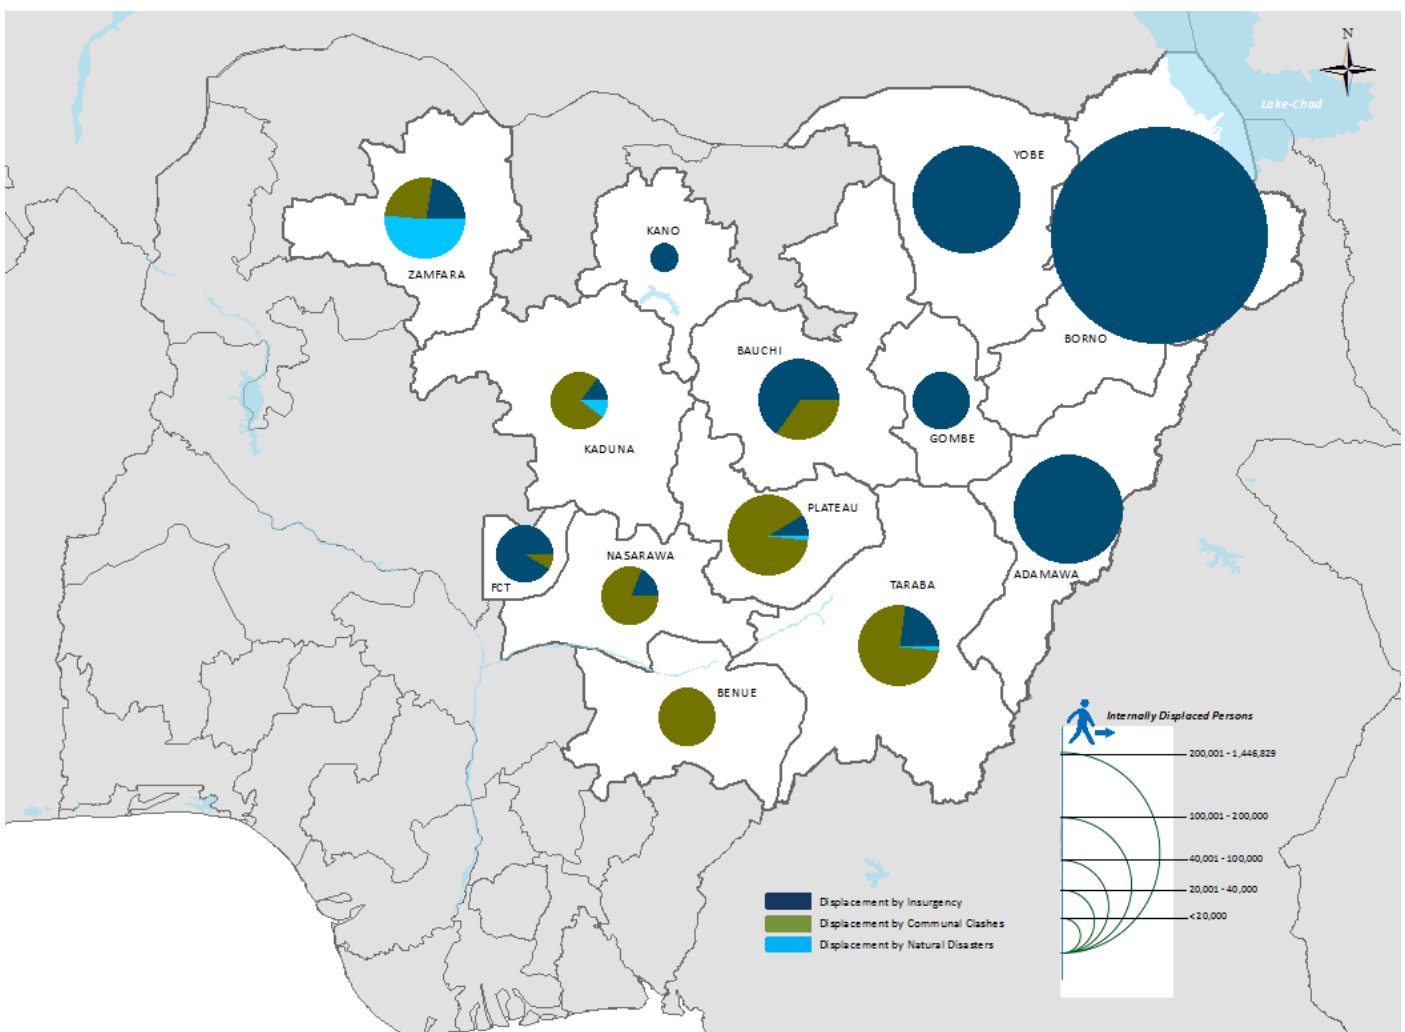 N
Lake-Chad
YOBE
KANO
ZAMFARA
BORNO
BAUCHI
GOMBE
KADUNA
PLATEAU
NASARAWA
ADAMAWA
FCT
TARABA
BENUE
Internally Displaced Persons
200,001 - 1,446,829
100,001 - 200,000
40,001 - 100,000
20,001 - 40,000
<20,000
Displacement by Insurgency
Displacement by Communal Clashes
Displacement by Natural Disasters